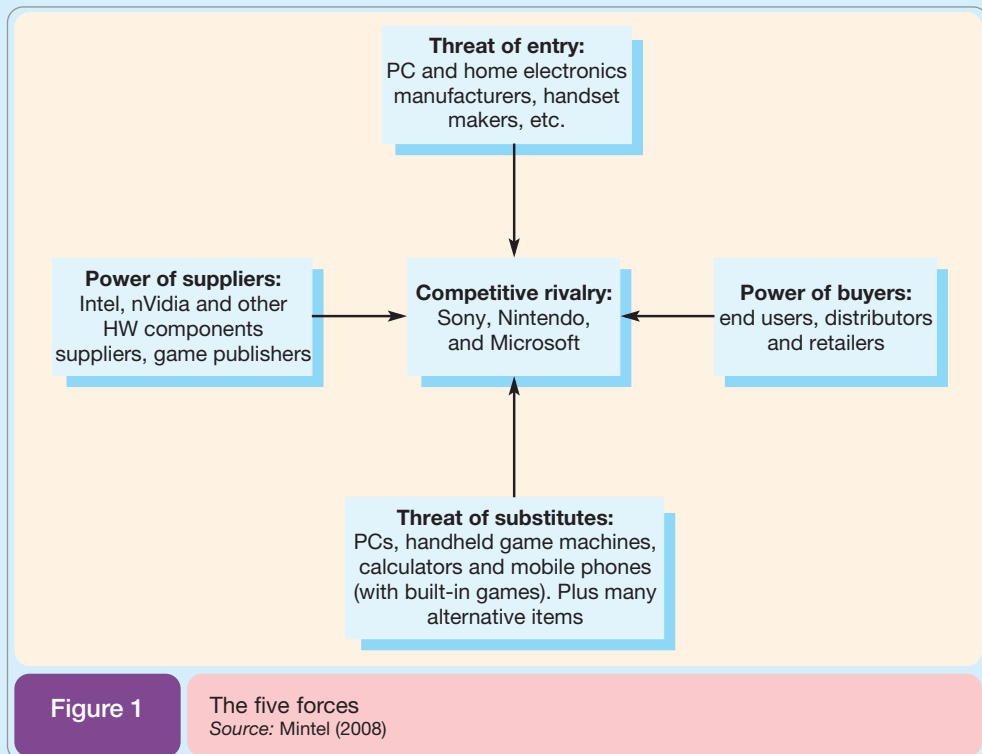 Threat of entry:
PC and home electronics
manufacturers, handset
makers, etc.
Power of suppliers:
Intel, nVidia and other
HW components
suppliers, game publishers
Competitive rivalry:
Sony, Nintendo,
and Microsoft
Power of buyers:
end users, distributors
and retailers
Threat of substitutes:
PCs, handheld game machines,
calculators and mobile phones
(with built-in games). Plus many
alternative items
Figure 1
The five forces
Source: Mintel (2008)